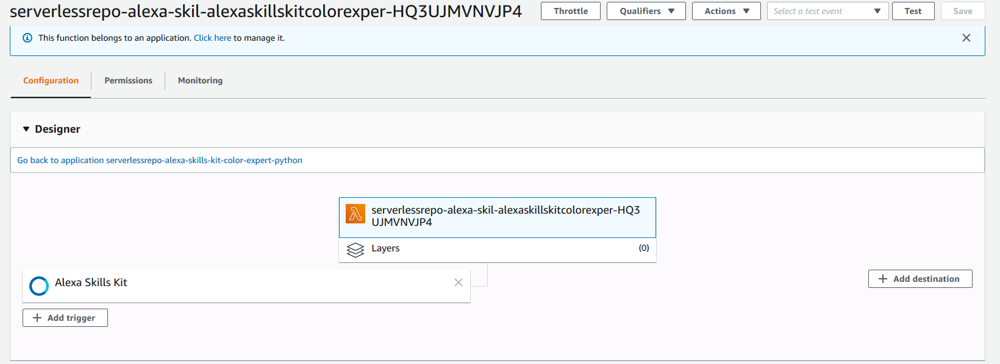 serverlessrepo-alexa-skil-alexaskillskitcolorexper-HQ3UJMVNVJP4
Throttle
Qualifiers
Actions
Select a test event
Test
Save
This function belongs to an application. Click here to manage it.
Configuration
Permissions
Monitoring
Designer
Go back to application serverlessrepo-alexa-skills-kit-color-expert-python
serverlessrepo-alexa-skil-alexaskillskitcolorexper-HQ3
UJMVNVJP4
Layers
(0)
Alexa Skills Kit
Add destination
Add trigger